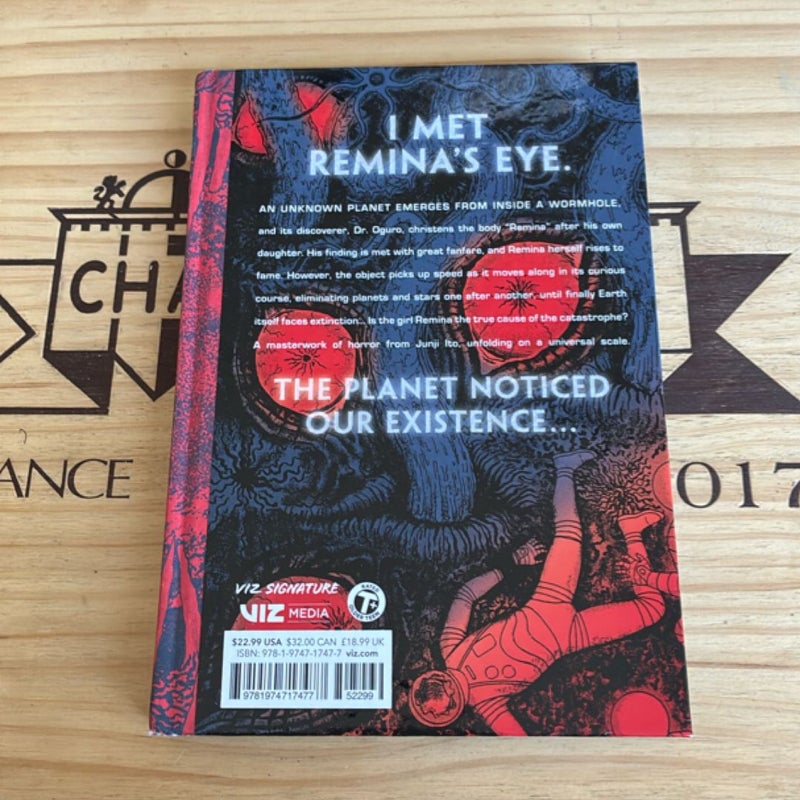 I MET
REMINA'S EYE.
AN UNKNOWN PLANET EMERGES FROM INSIDE A WORMHOLE,
and its discoverer, Dr. Oguro, christens the body "Remina" after his own
daughter. His finding is met with great fanfare, and Remina herself rises to
fame. However, the object picks up speed as it moves along in its curious
course, eliminating planets and stars one after another, until finally Earth
itself faces extinction... Is the girl Remina the true cause of the catastrophe?
A masterwork of horror from Junji Ito, unfolding on a universal scale.
THE PLANET NOTICED
OUR EXISTENCE...
CHA
ANCE
017
VIZ SIGNATURE
VIZ MEDIA
RATED
T+
OLDER TEEN
$22.99 USA $32.00 CAN £18.99 UK
ISBN: 978-1-9747-1747-7 viz.com
9781974717477
52299